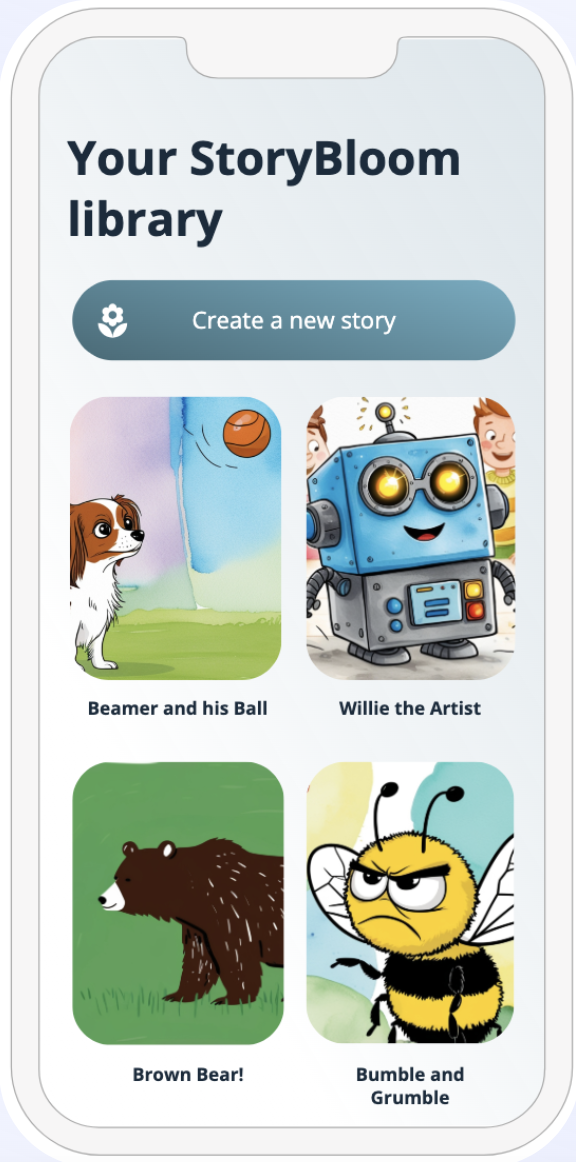 Your StoryBloom
library
Create a new story
Beamer and his Ball
Willie the Artist
Brown Bear!
Bumble and
Grumble